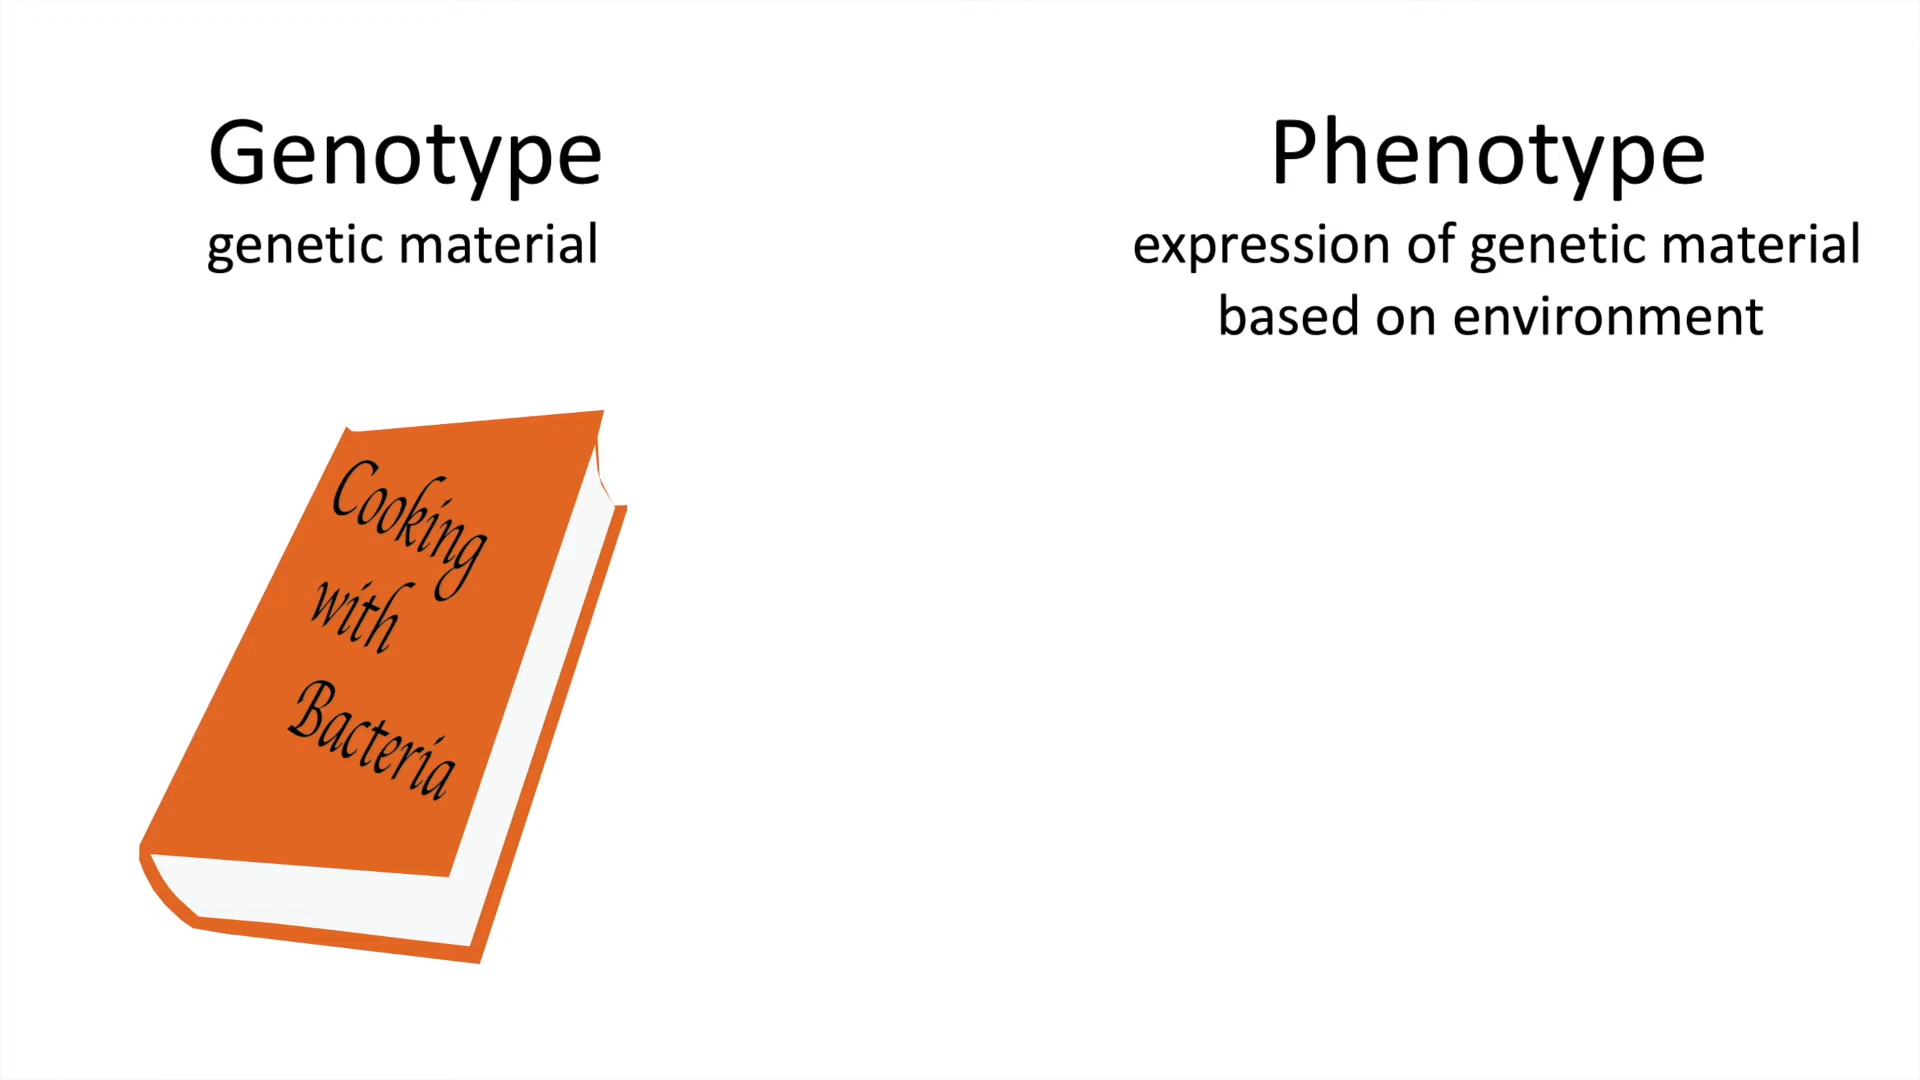 Genotype
genetic material
Phenotype
expression of genetic material
based on environment
Cooking
with
Bacteria